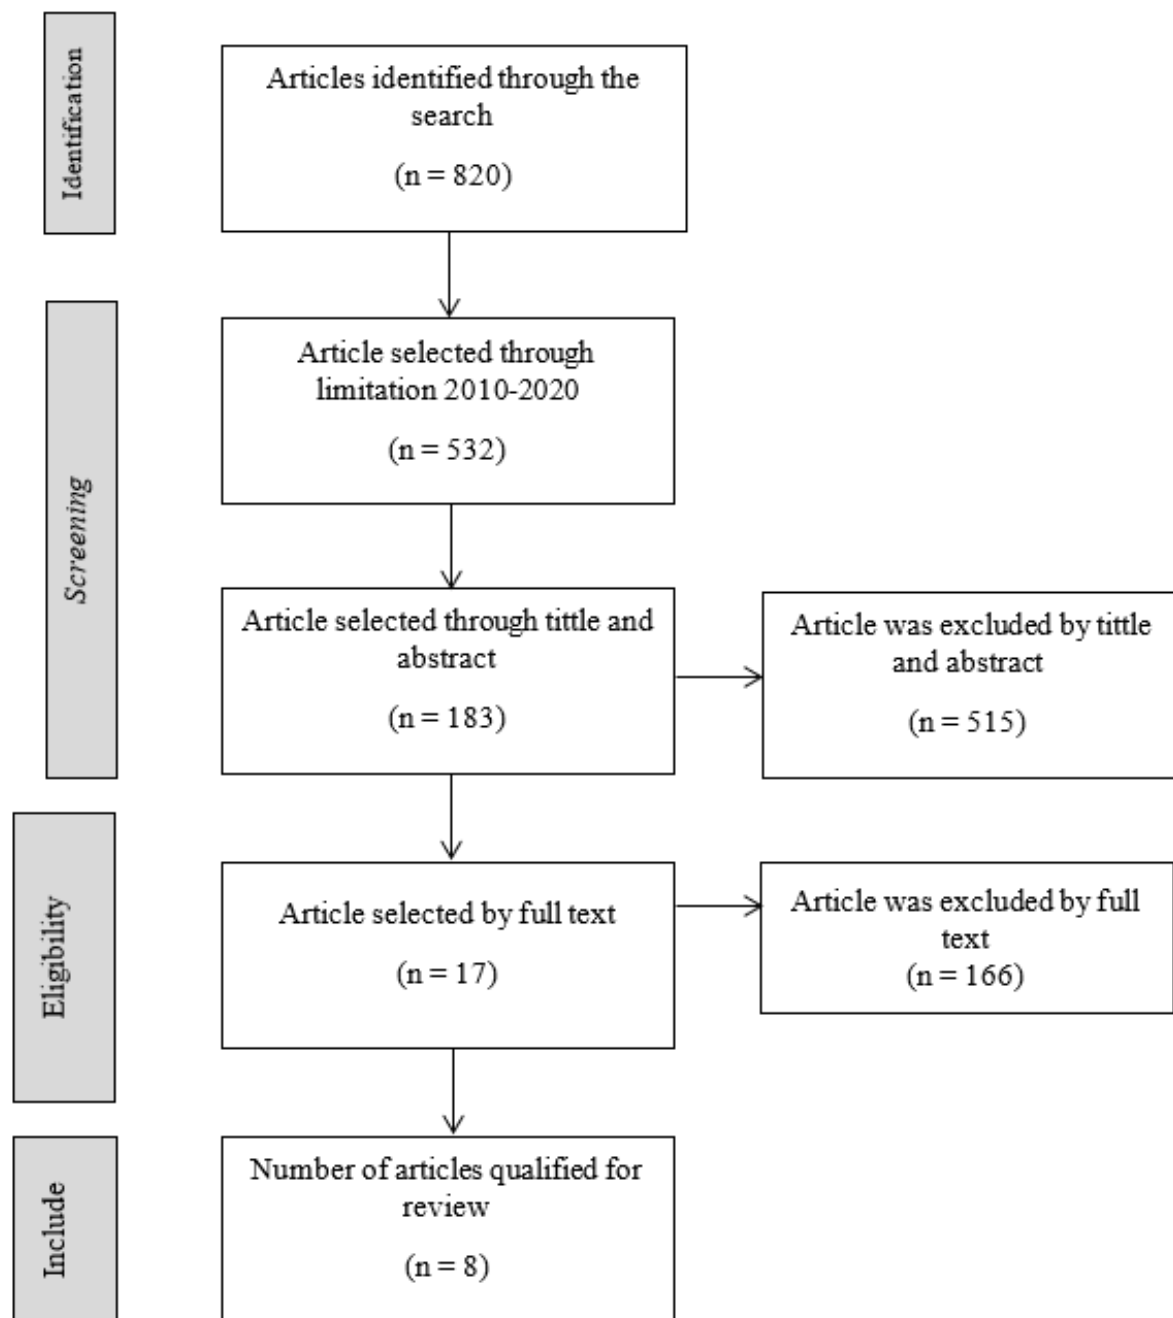 Identification
Articles identified through the
search
(n = 820)
Screening
Article selected through
limitation 2010-2020
(n = 532)
Article selected through tittle and
abstract
(n = 183)
Article was excluded by tittle
and abstract
(n = 515)
Eligibility
Article selected by full text
(n = 17)
Article was excluded by full
text
(n = 166)
Include
Number of articles qualified for
review
(n = 8)